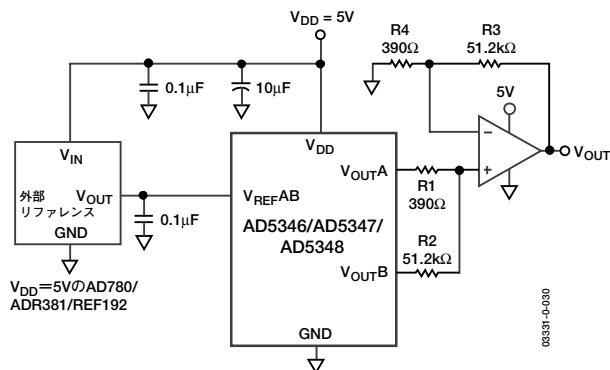 V_DD = 5V
R4
390Ω
R3
51.2kΩ
0.1µF
10µF
5V
V_IN
V_DD
V_OUT
V_OUTA
外部
リファレンス
V_OUT
V_REFAB
R1
390Ω
0.1µF
AD5346/AD5347/
AD5348
GND
R2
51.2kΩ
V_OUTB
V_DD=5VのAD780/
ADR381/REF192
GND
03331-0-030